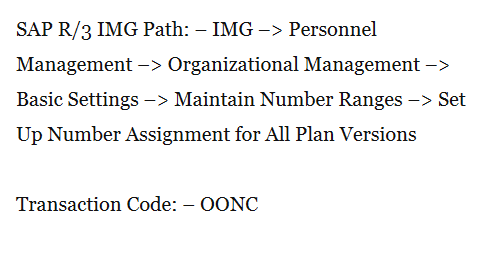 SAP R/3 IMG Path: – IMG –> Personnel
Management –> Organizational Management –>
Basic Settings –> Maintain Number Ranges –> Set
Up Number Assignment for All Plan Versions
Transaction Code: – OONC